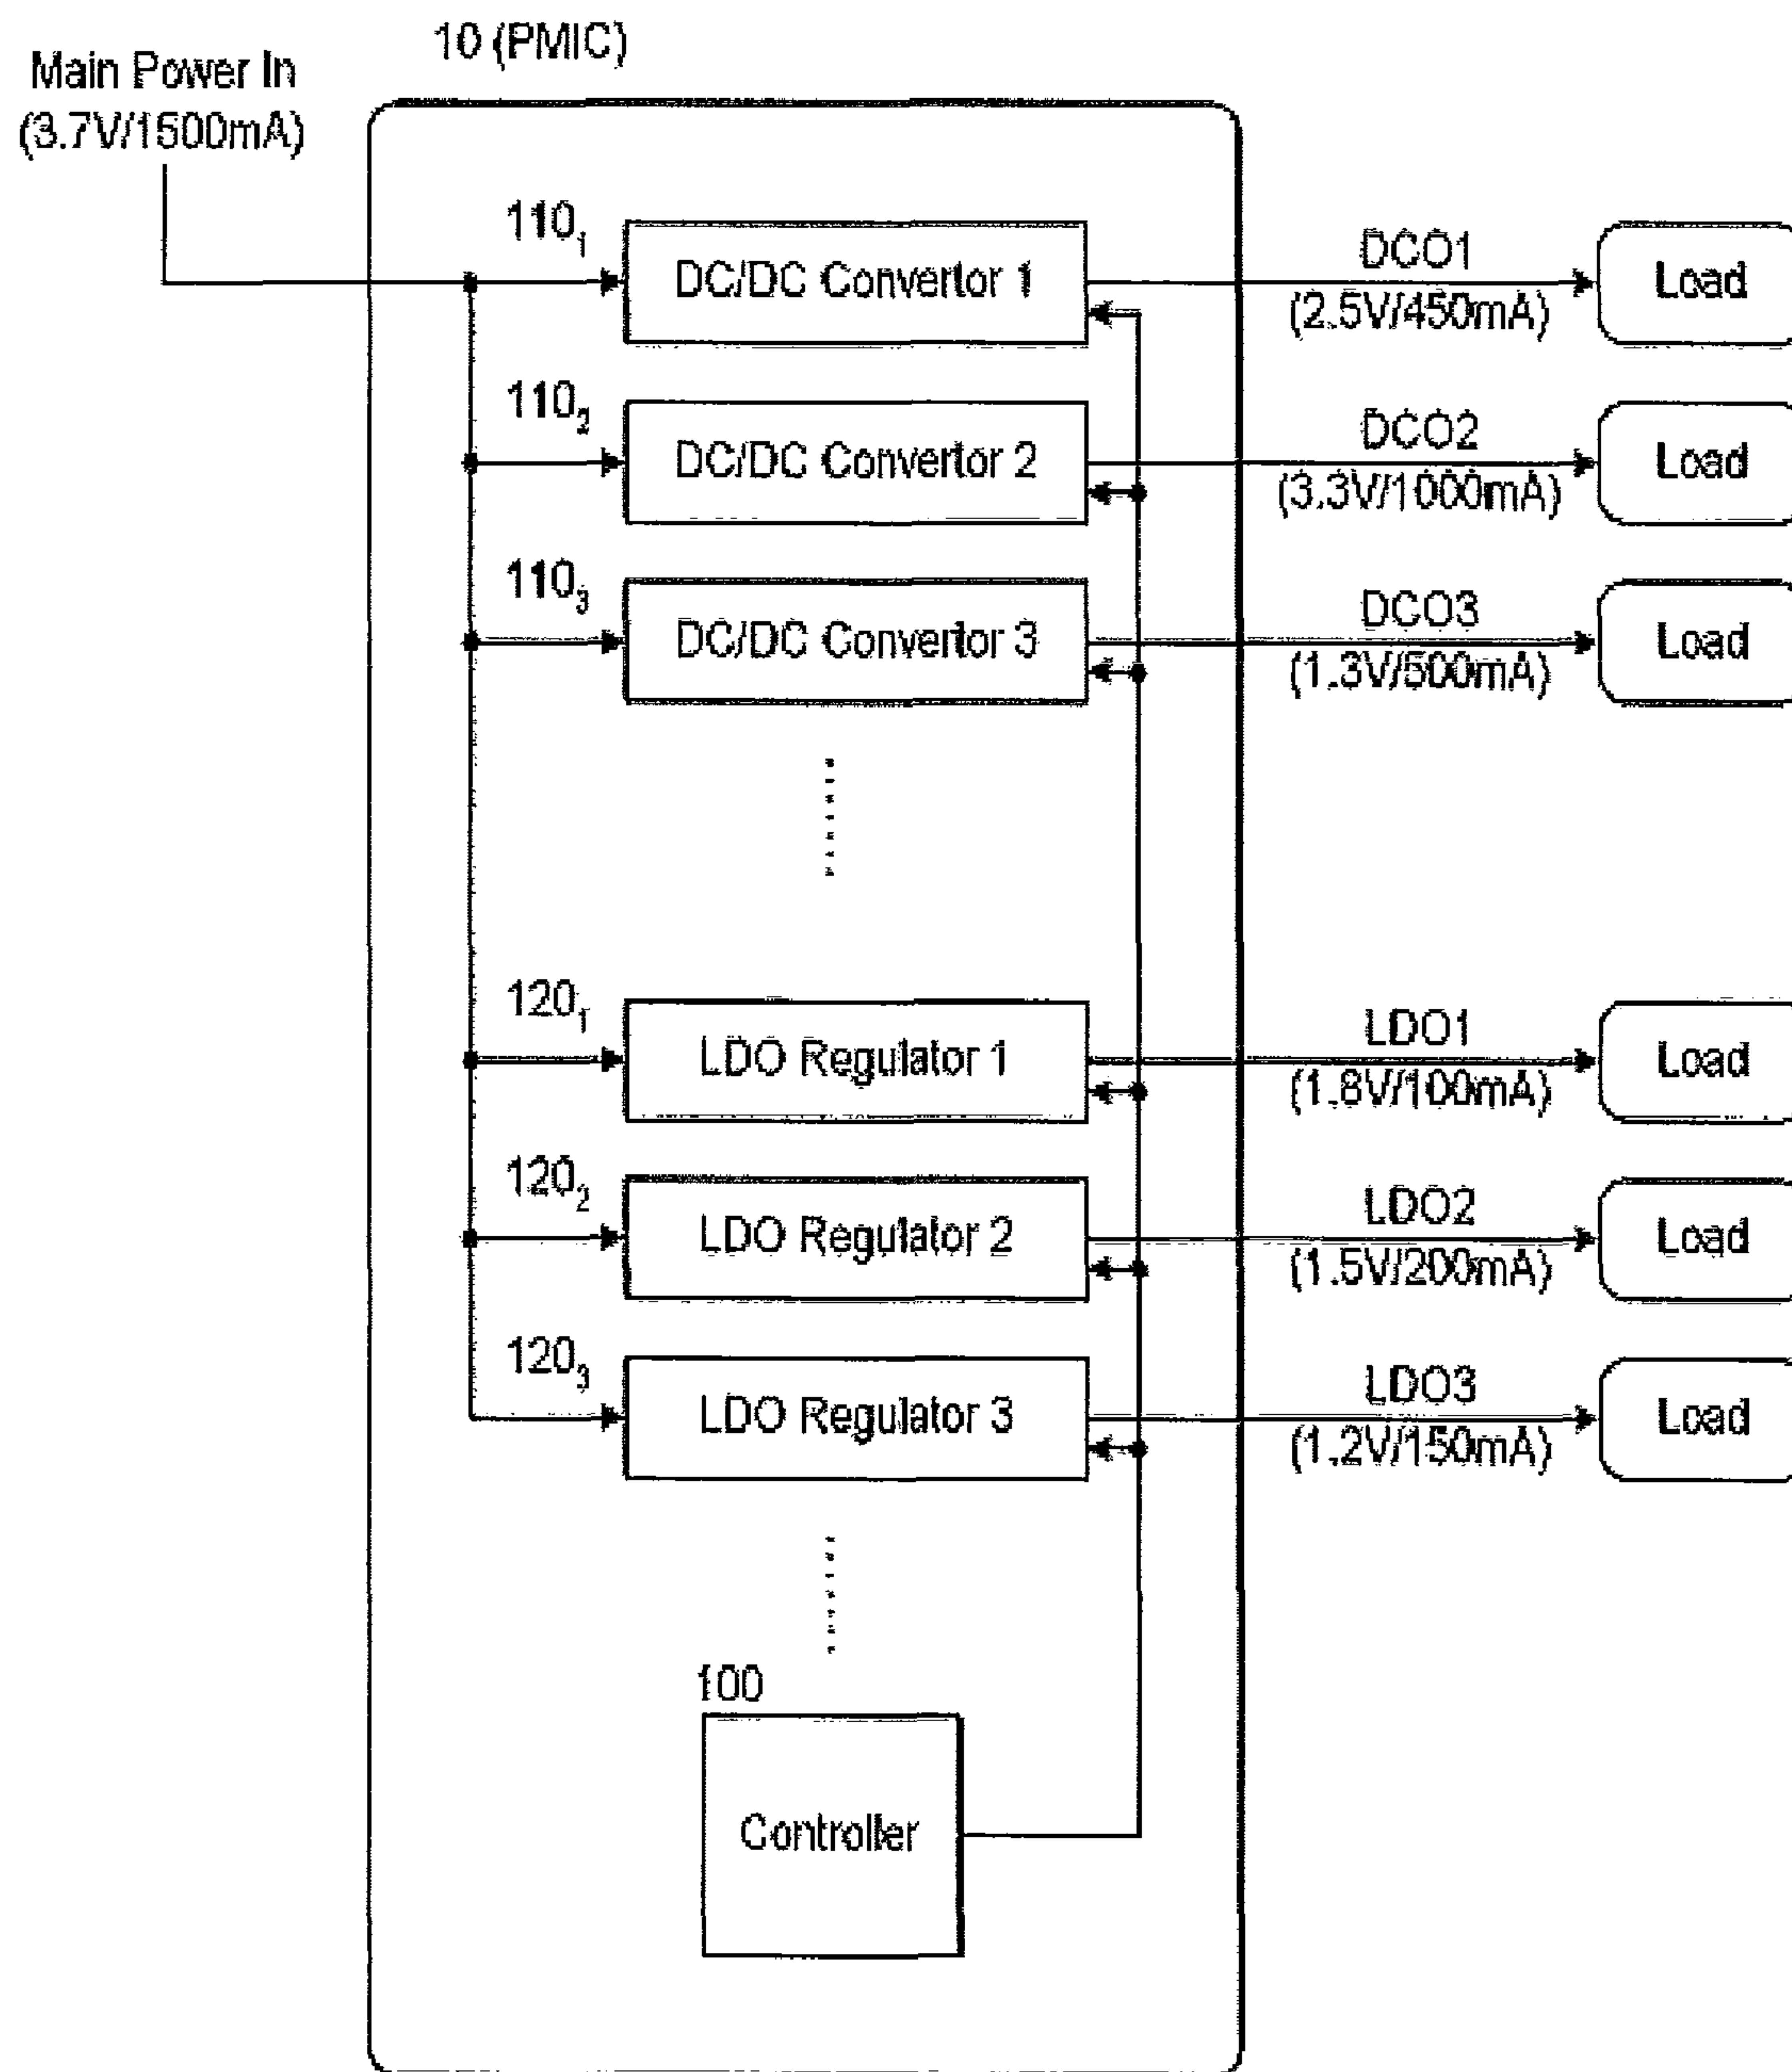 10 (PMIC)
Main Power In
(3.7V/1500mA)
110₁
DC/DC Convertor 1
DCO1
(2.5V/450mA)
Load
110₂
DC/DC Convertor 2
DCO2
(3.3V/1000mA)
Load
110₃
DC/DC Convertor 3
DCO3
(1.3V/500mA)
Load
120₁
LDO Regulator 1
LDO1
(1.8V/100mA)
Load
120₂
LDO Regulator 2
LDO2
(1.5V/200mA)
Load
120₃
LDO Regulator 3
LDO3
(1.2V/150mA)
Load
100
Controller